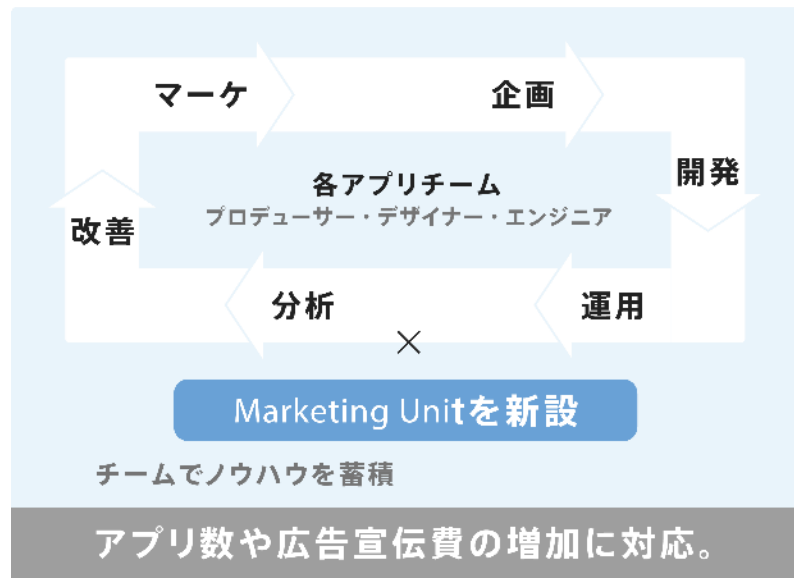 マーケ
企画
開発
各アプリチーム
プロデューサー・デザイナー・エンジニア
改善
分析
運用
×
Marketing Unitを新設
チームでノウハウを蓄積
アプリ数や広告宣伝費の増加に対応。